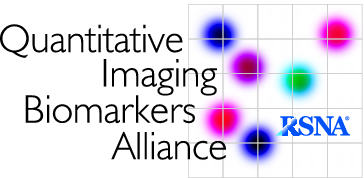 Quantitative
Imaging
Biomarkers
Alliance
RSNA®